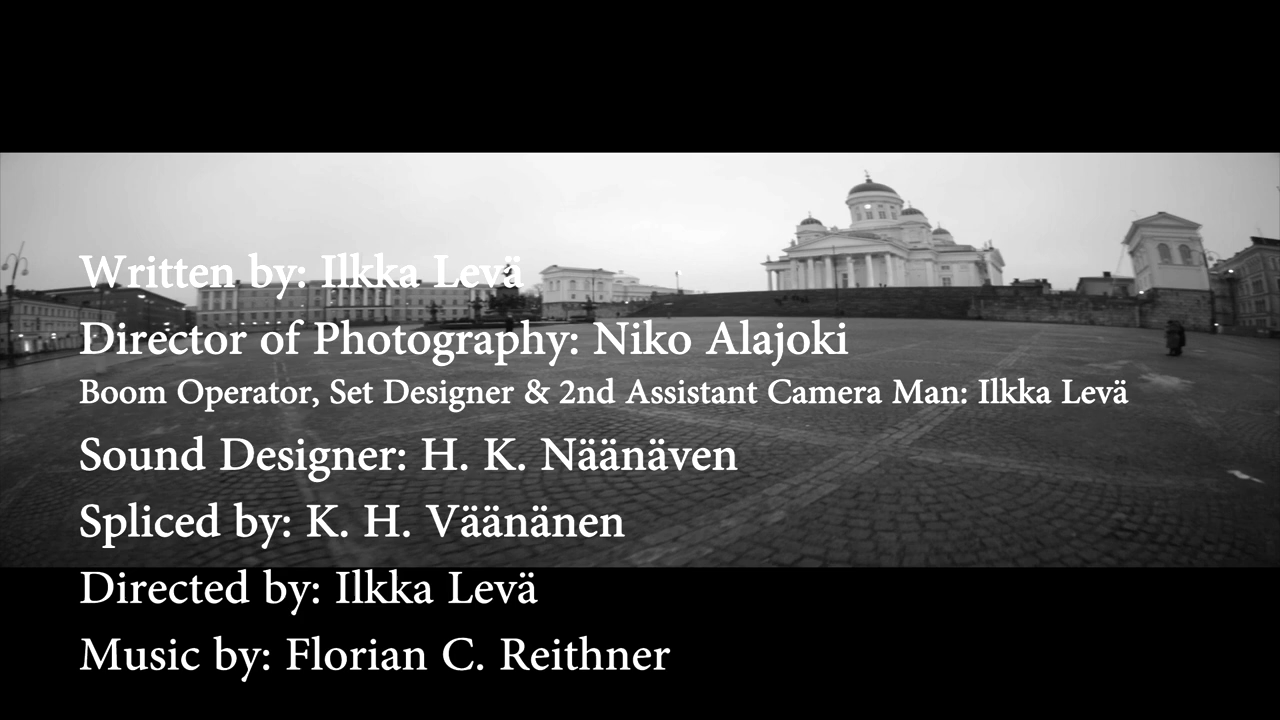 Written by: Ilkka Levä
Director of Photography: Niko Alajoki
Boom Operator, Set Designer & 2nd Assistant Camera Man: Ilkka Levä
Sound Designer: H. K. Näänäven
Spliced by: K. H. Väänänen
Directed by: Ilkka Levä
Music by: Florian C. Reithner